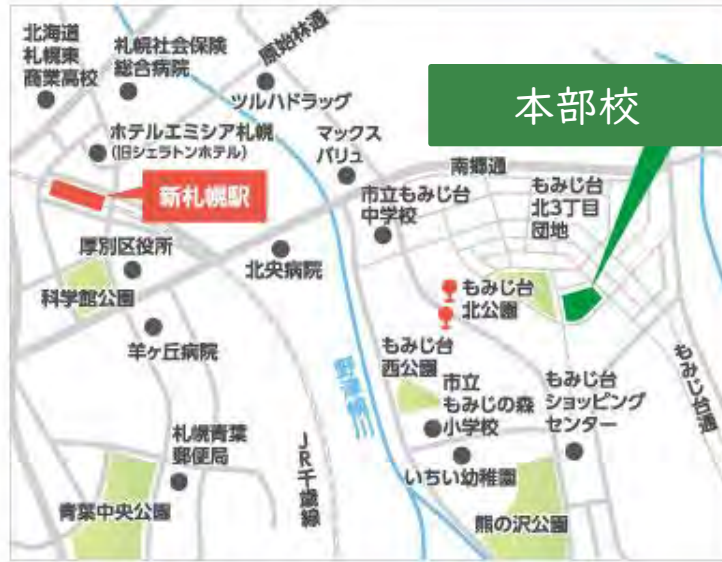 北海道
札幌東
商業高校
札幌社会保険
総合病院
原始林通
ツルハドラッグ
本部校
ホテルエミシア札幌
(旧シェラトンホテル)
マックス
バリュ
南郷通
新札幌駅
市立もみじ台
中学校
もみじ台
北3丁目
団地
厚別区役所
北央病院
科学館公園
もみじ台
北公園
羊ヶ丘病院
野津幌川
もみじ台
西公園
市立
もみじの森
小学校
もみじ台
ショッピング
センター
もみじ台通
札幌青葉
郵便局
JR千歳線
いちい幼稚園
青葉中央公園
熊の沢公園